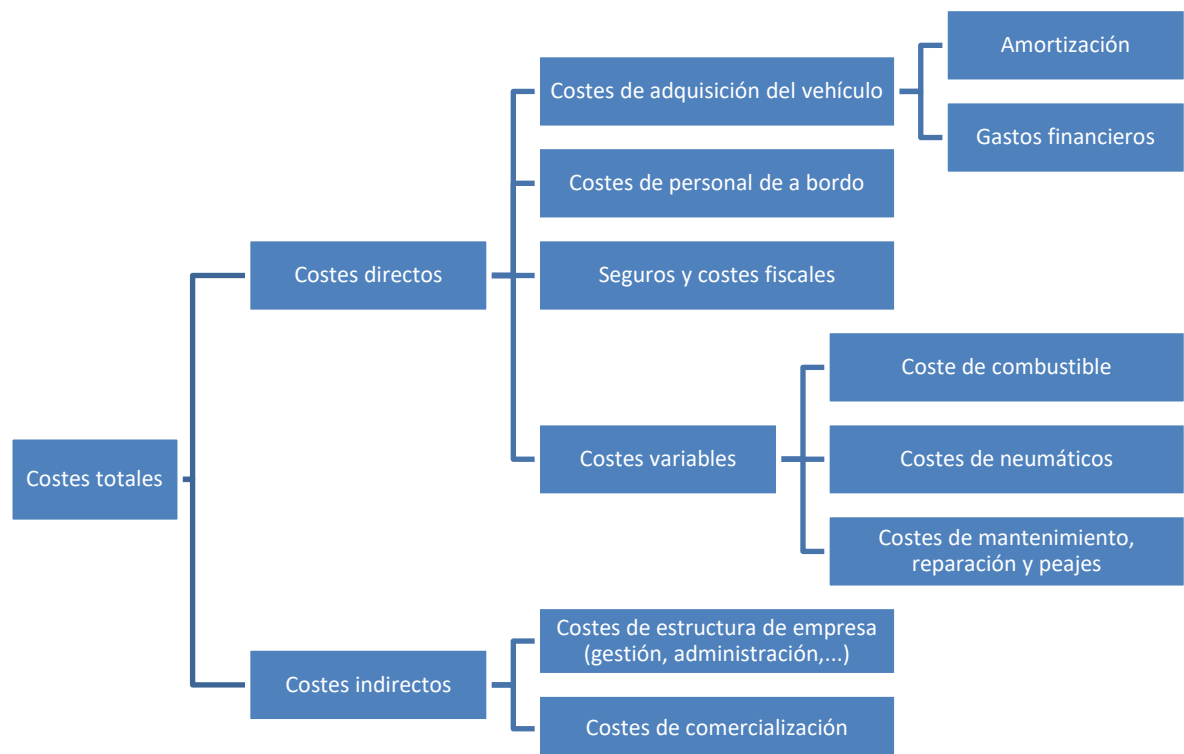 Costes totales
Costes directos
Costes de adquisición del vehículo
Amortización
Gastos financieros
Costes de personal de a bordo
Seguros y costes fiscales
Costes variables
Coste de combustible
Costes de neumáticos
Costes de mantenimiento,
reparación y peajes
Costes indirectos
Costes de estructura de empresa
(gestión, administración,...)
Costes de comercialización